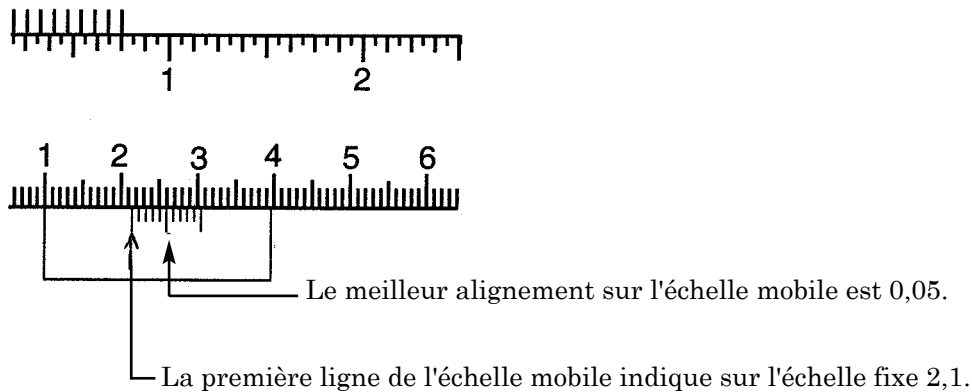 1 2
1 2 3 4 5 6
Le meilleur alignement sur l'échelle mobile est 0,05.
La première ligne de l'échelle mobile indique sur l'échelle fixe 2,1.